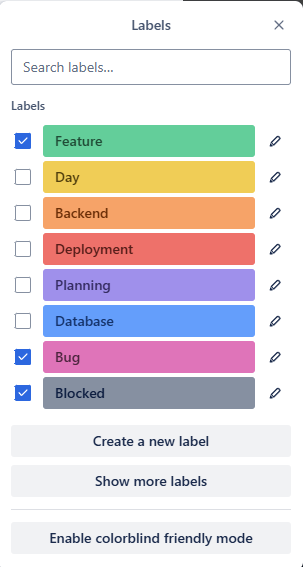 Labels
Search labels...
Labels
Feature
Day
Backend
Deployment
Planning
Database
Bug
Blocked
Create a new label
Show more labels
Enable colorblind friendly mode